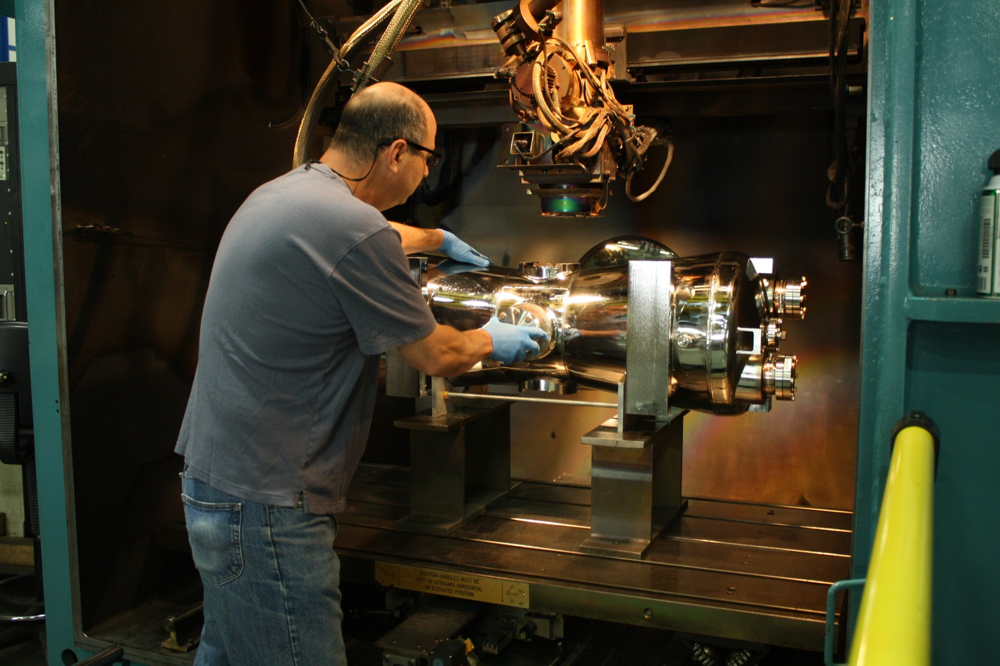 CAUTION-HANDLES MUST BE
LEFT IN OUTBOARD HORIZONTAL
OR ELEVATED POSITION